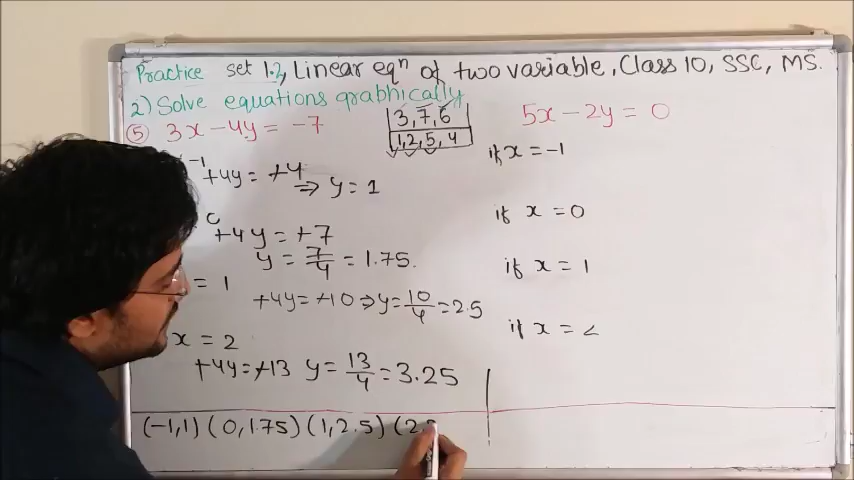 Practice set 1.2, Linear eqⁿ of two variable, Class 10, SSC, MS.
2) Solve equations graphically
3, 7, 6
1, 2, 5, 4
⑤ 3x - 4y = -7
-1
+4y = +4 ⇒ y = 1
+4y = +7
y = 7/4 = 1.75.
= 1
+4y = +10 ⇒ y = 10/4 = 2.5
x = 2
+4y = +13 y = 13/4 = 3.25
(-1,1) (0,1.75) (1,2.5) (2,
5x - 2y = 0
if x = -1
if x = 0
if x = 1
if x =